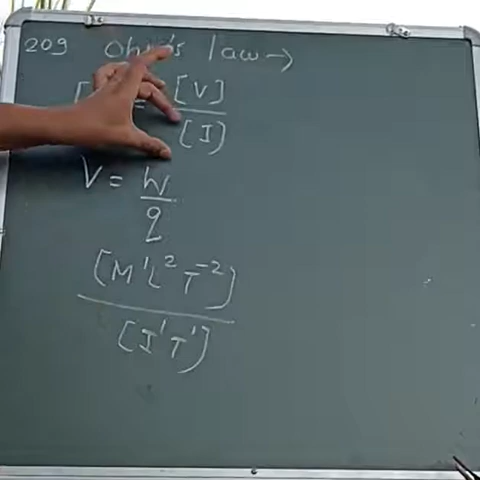 209 Ohm's law →
[ = [V]
[I]
V = W
q
[M¹L²T⁻²]
[I¹T¹]